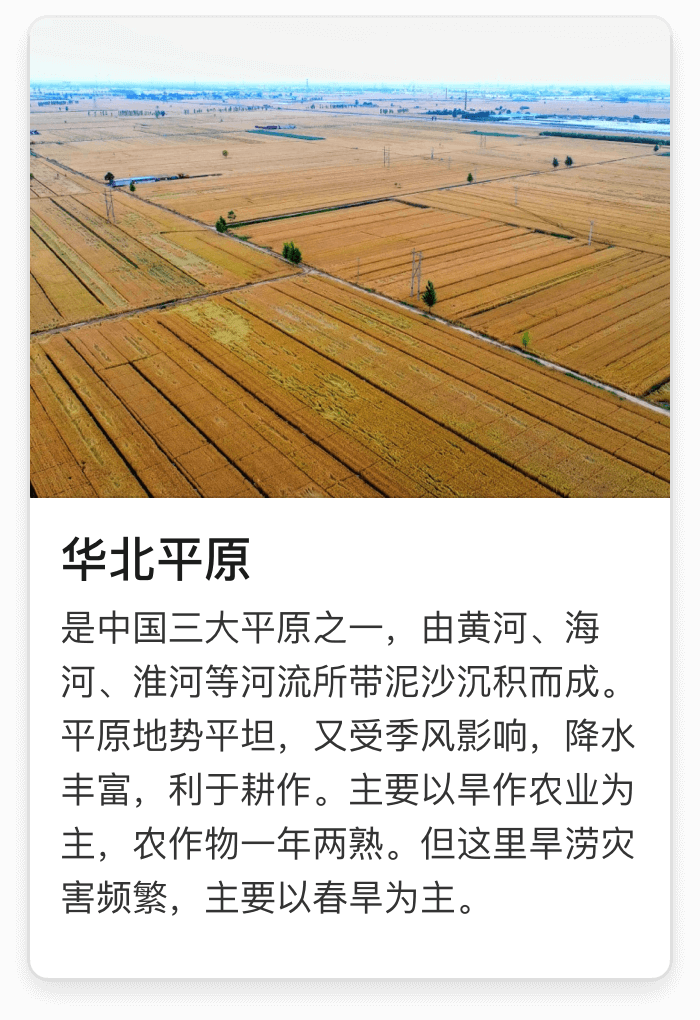 华北平原
是中国三大平原之一，由黄河、海
河、淮河等河流所带泥沙沉积而成。
平原地势平坦，又受季风影响，降水
丰富，利于耕作。主要以旱作农业为
主，农作物一年两熟。但这里旱涝灾
害频繁，主要以春旱为主。